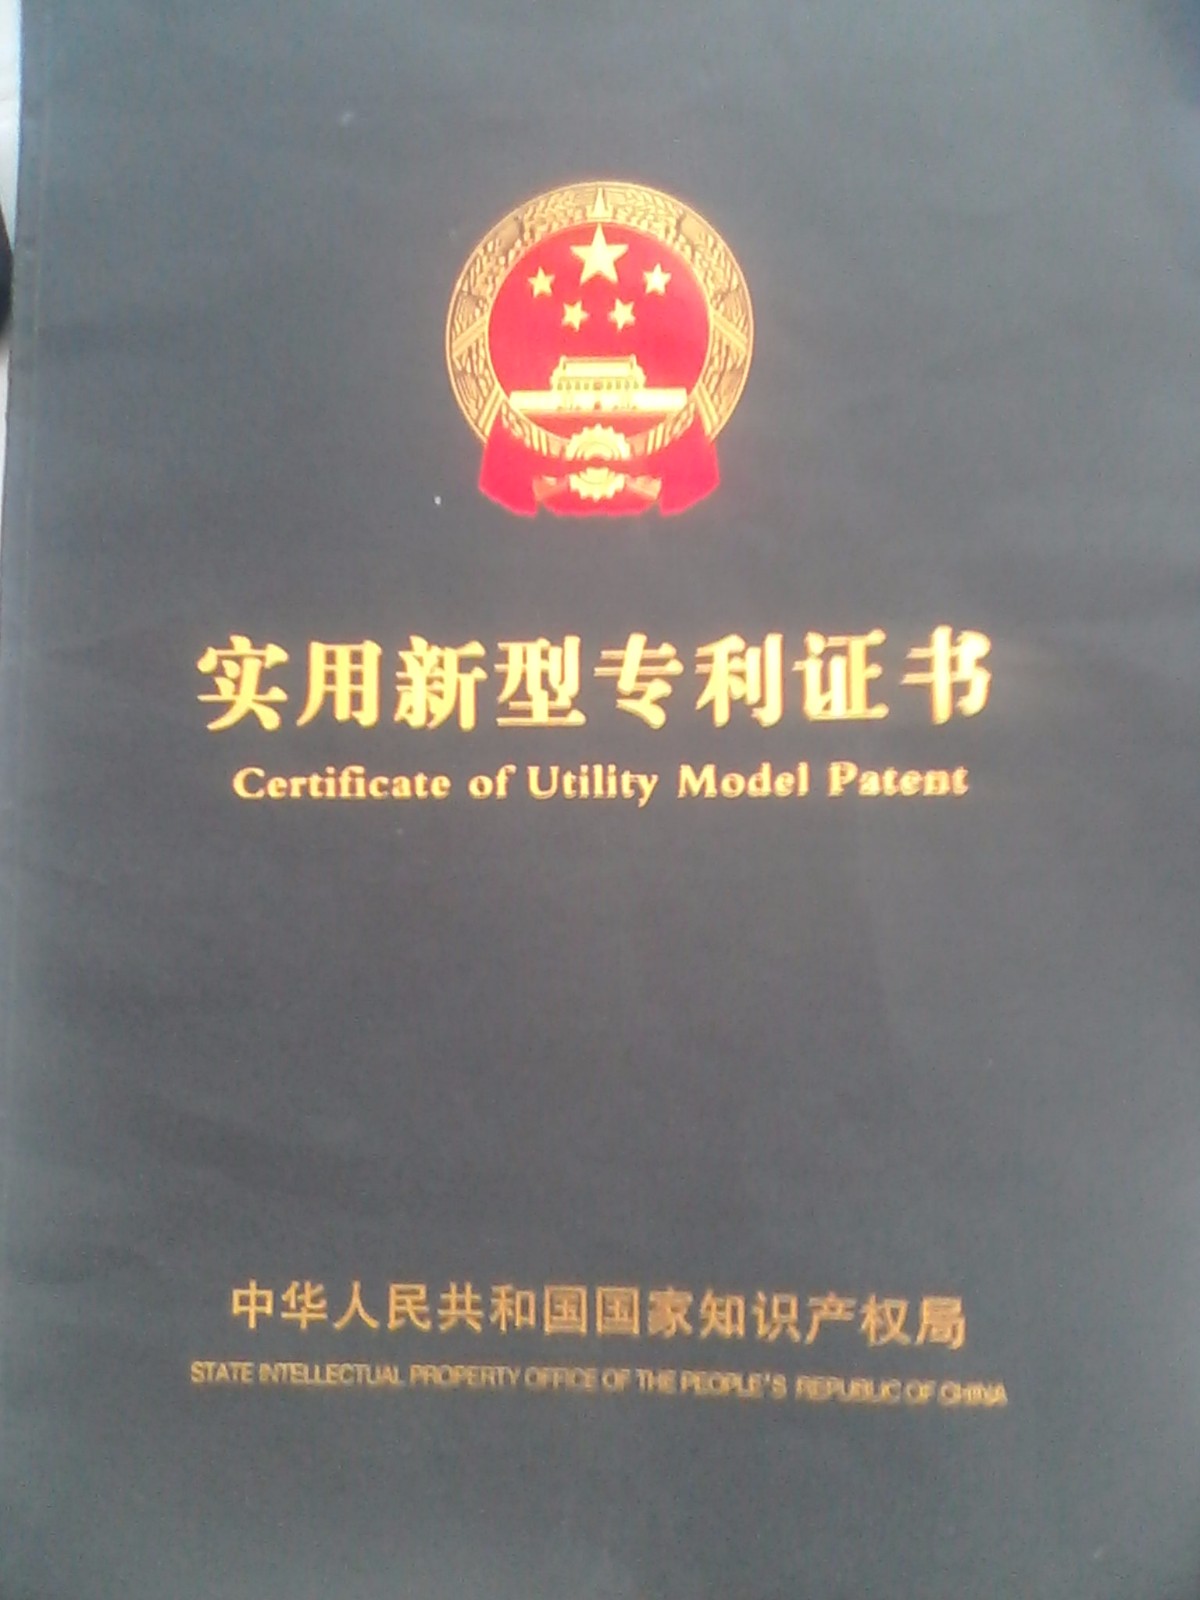 实用新型专利证书
Certificate of Utility Model Patent
中华人民共和国国家知识产权局
STATE INTELLECTUAL PROPERTY OFFICE OF THE PEOPLE'S REPUBLIC OF CHINA